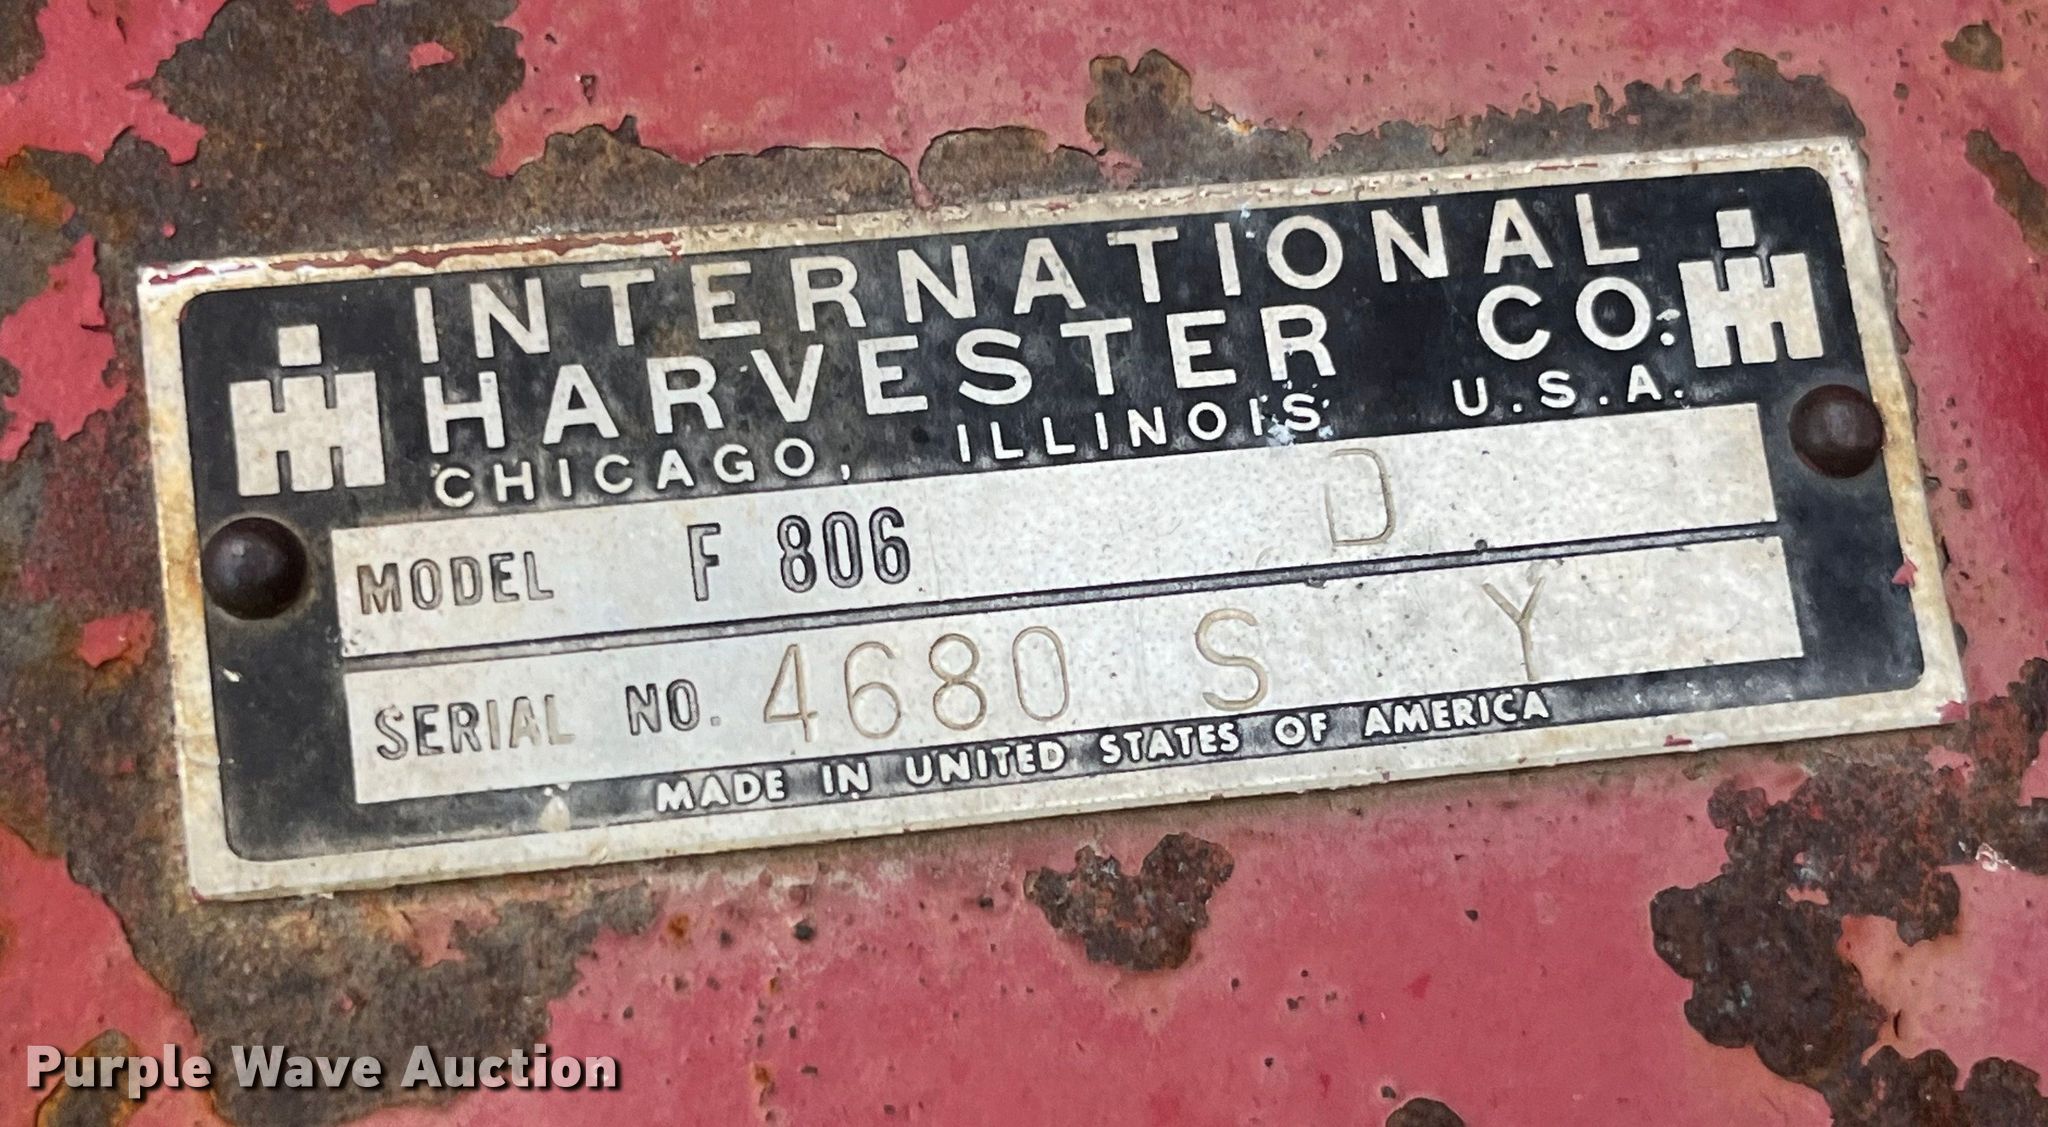 INTERNATIONAL
HARVESTER CO.
CHICAGO, ILLINOIS U.S.A.
MODEL F 806 D
SERIAL NO. 4680 S Y
MADE IN UNITED STATES OF AMERICA
Purple Wave Auction